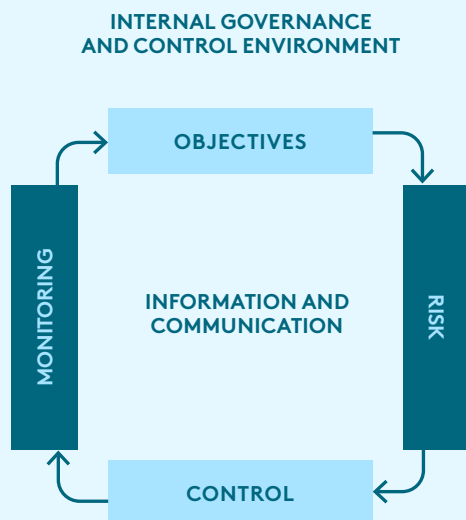 INTERNAL GOVERNANCE
AND CONTROL ENVIRONMENT
OBJECTIVES
MONITORING
INFORMATION AND
COMMUNICATION
RISK
CONTROL